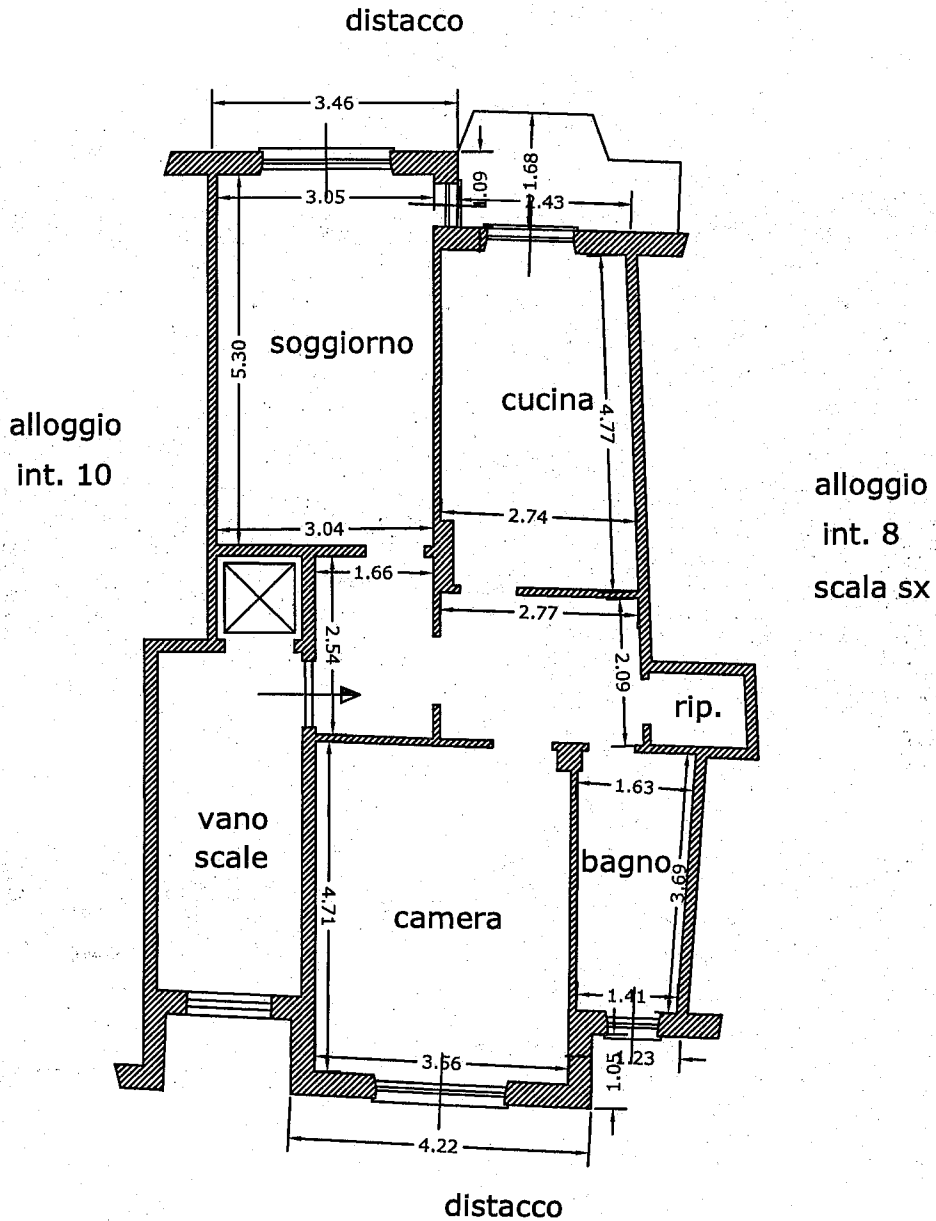 distacco
3.46
1.68
1.09
3.05
2.43
5.30
soggiorno
cucina
4.77
alloggio
int. 10
alloggio
int. 8
scala sx
2.74
3.04
1.66
2.77
2.54
2.09
rip.
1.63
vano
scale
bagno
3.69
4.71
camera
1.41
3.56
1.05
1.23
4.22
distacco